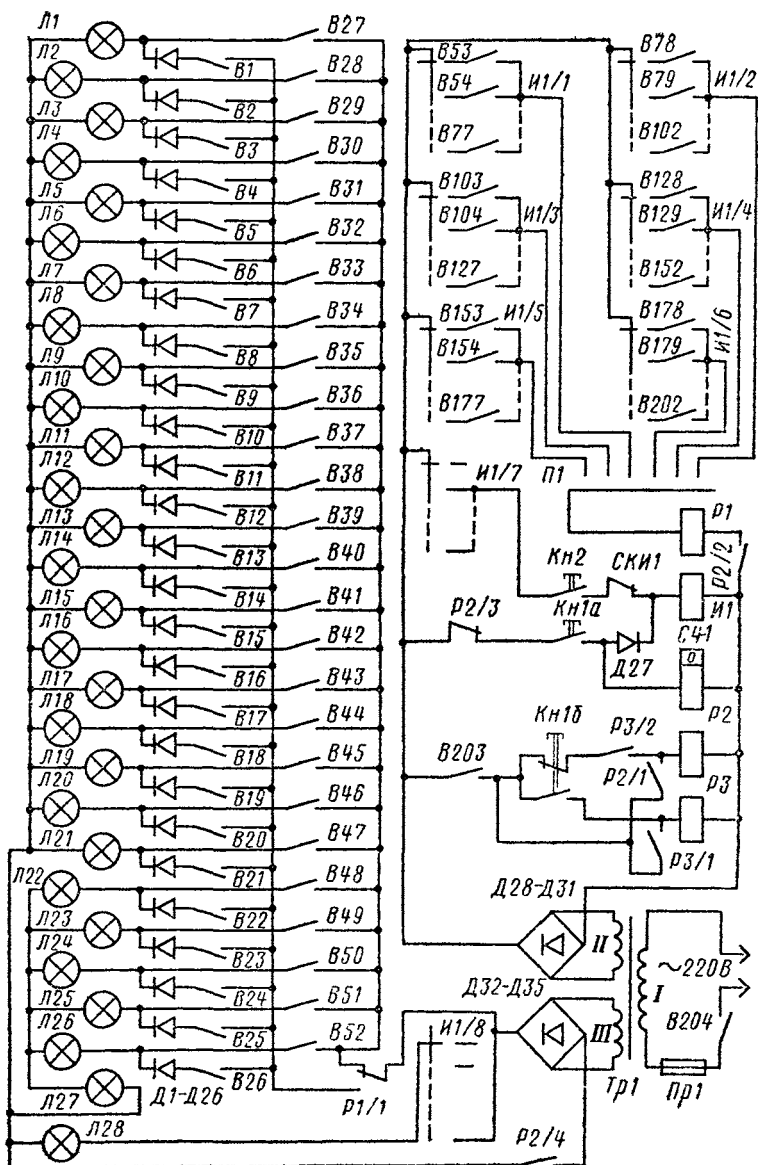 Л1
В27
Л2
В1
В28
Л3
В2
В29
Л4
В3
В30
Л5
В4
В31
Л6
В5
В32
Л7
В6
В33
Л8
В7
В34
Л9
В8
В35
Л10
В9
В36
Л11
В10
В37
Л12
В11
В38
Л13
В12
В39
Л14
В13
В40
Л15
В14
В41
Л16
В15
В42
Л17
В16
В43
Л18
В17
В44
Л19
В18
В45
Л20
В19
В46
Л21
В20
В47
Л22
В21
В48
Л23
В22
В49
Л24
В23
В50
Л25
В24
В51
Л26
В25
В52
Л27
Д1-Д26
В26
Р1/1
Л28
В53
В54
И1/1
В77
В78
В79
И1/2
В102
В103
В104
И1/3
В127
В128
В129
И1/4
В152
В153
И1/5
В154
В177
В178
В179
И1/6
В202
И1/7
П1
Р1
Р2/2
Кн2
СКИ1
И1
Р2/3
Кн1а
Д27
СЧ1
0
Р2
Кн1б
В203
Р3/2
Р2/1
Р3
Р3/1
Д28-Д31
II
I
~220В
Д32-Д35
В204
И1/8
III
Тр1
Пр1
Р2/4